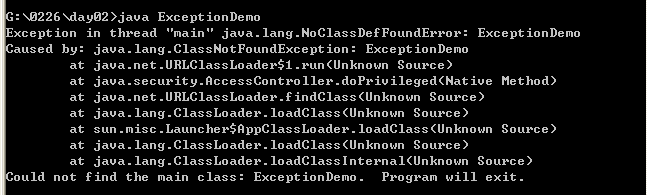 G:\0226\day02>java ExceptionDemo
Exception in thread "main" java.lang.NoClassDefFoundError: ExceptionDemo
Caused by: java.lang.ClassNotFoundException: ExceptionDemo
        at java.net.URLClassLoader$1.run(Unknown Source)
        at java.security.AccessController.doPrivileged(Native Method)
        at java.net.URLClassLoader.findClass(Unknown Source)
        at java.lang.ClassLoader.loadClass(Unknown Source)
        at sun.misc.Launcher$AppClassLoader.loadClass(Unknown Source)
        at java.lang.ClassLoader.loadClass(Unknown Source)
        at java.lang.ClassLoader.loadClassInternal(Unknown Source)
Could not find the main class: ExceptionDemo.  Program will exit.